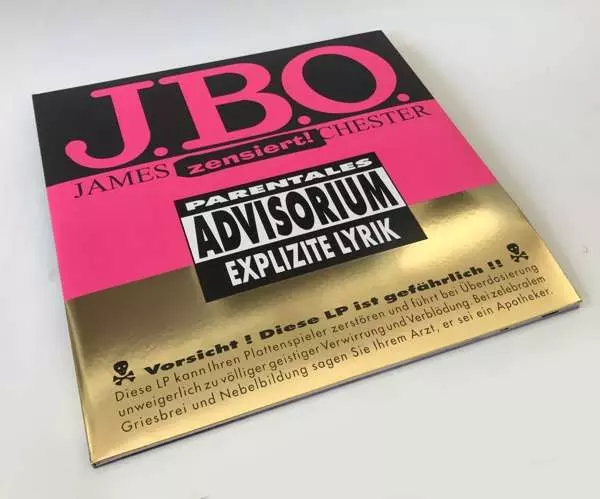 J.B.O.
JAMES zensiert! CHESTER
PARENTALES
ADVISORIUM
EXPLIZITE LYRIK
Vorsicht ! Diese LP ist gefährlich !!
Diese LP kann Ihren Plattenspieler zerstören und führt bei Überdosierung
unweigerlich zu völliger geistiger Verwirrung und Verblödung. Bei zelebralem
Griesbrei und Nebelbildung sagen Sie Ihrem Arzt, er sei ein Apotheker.